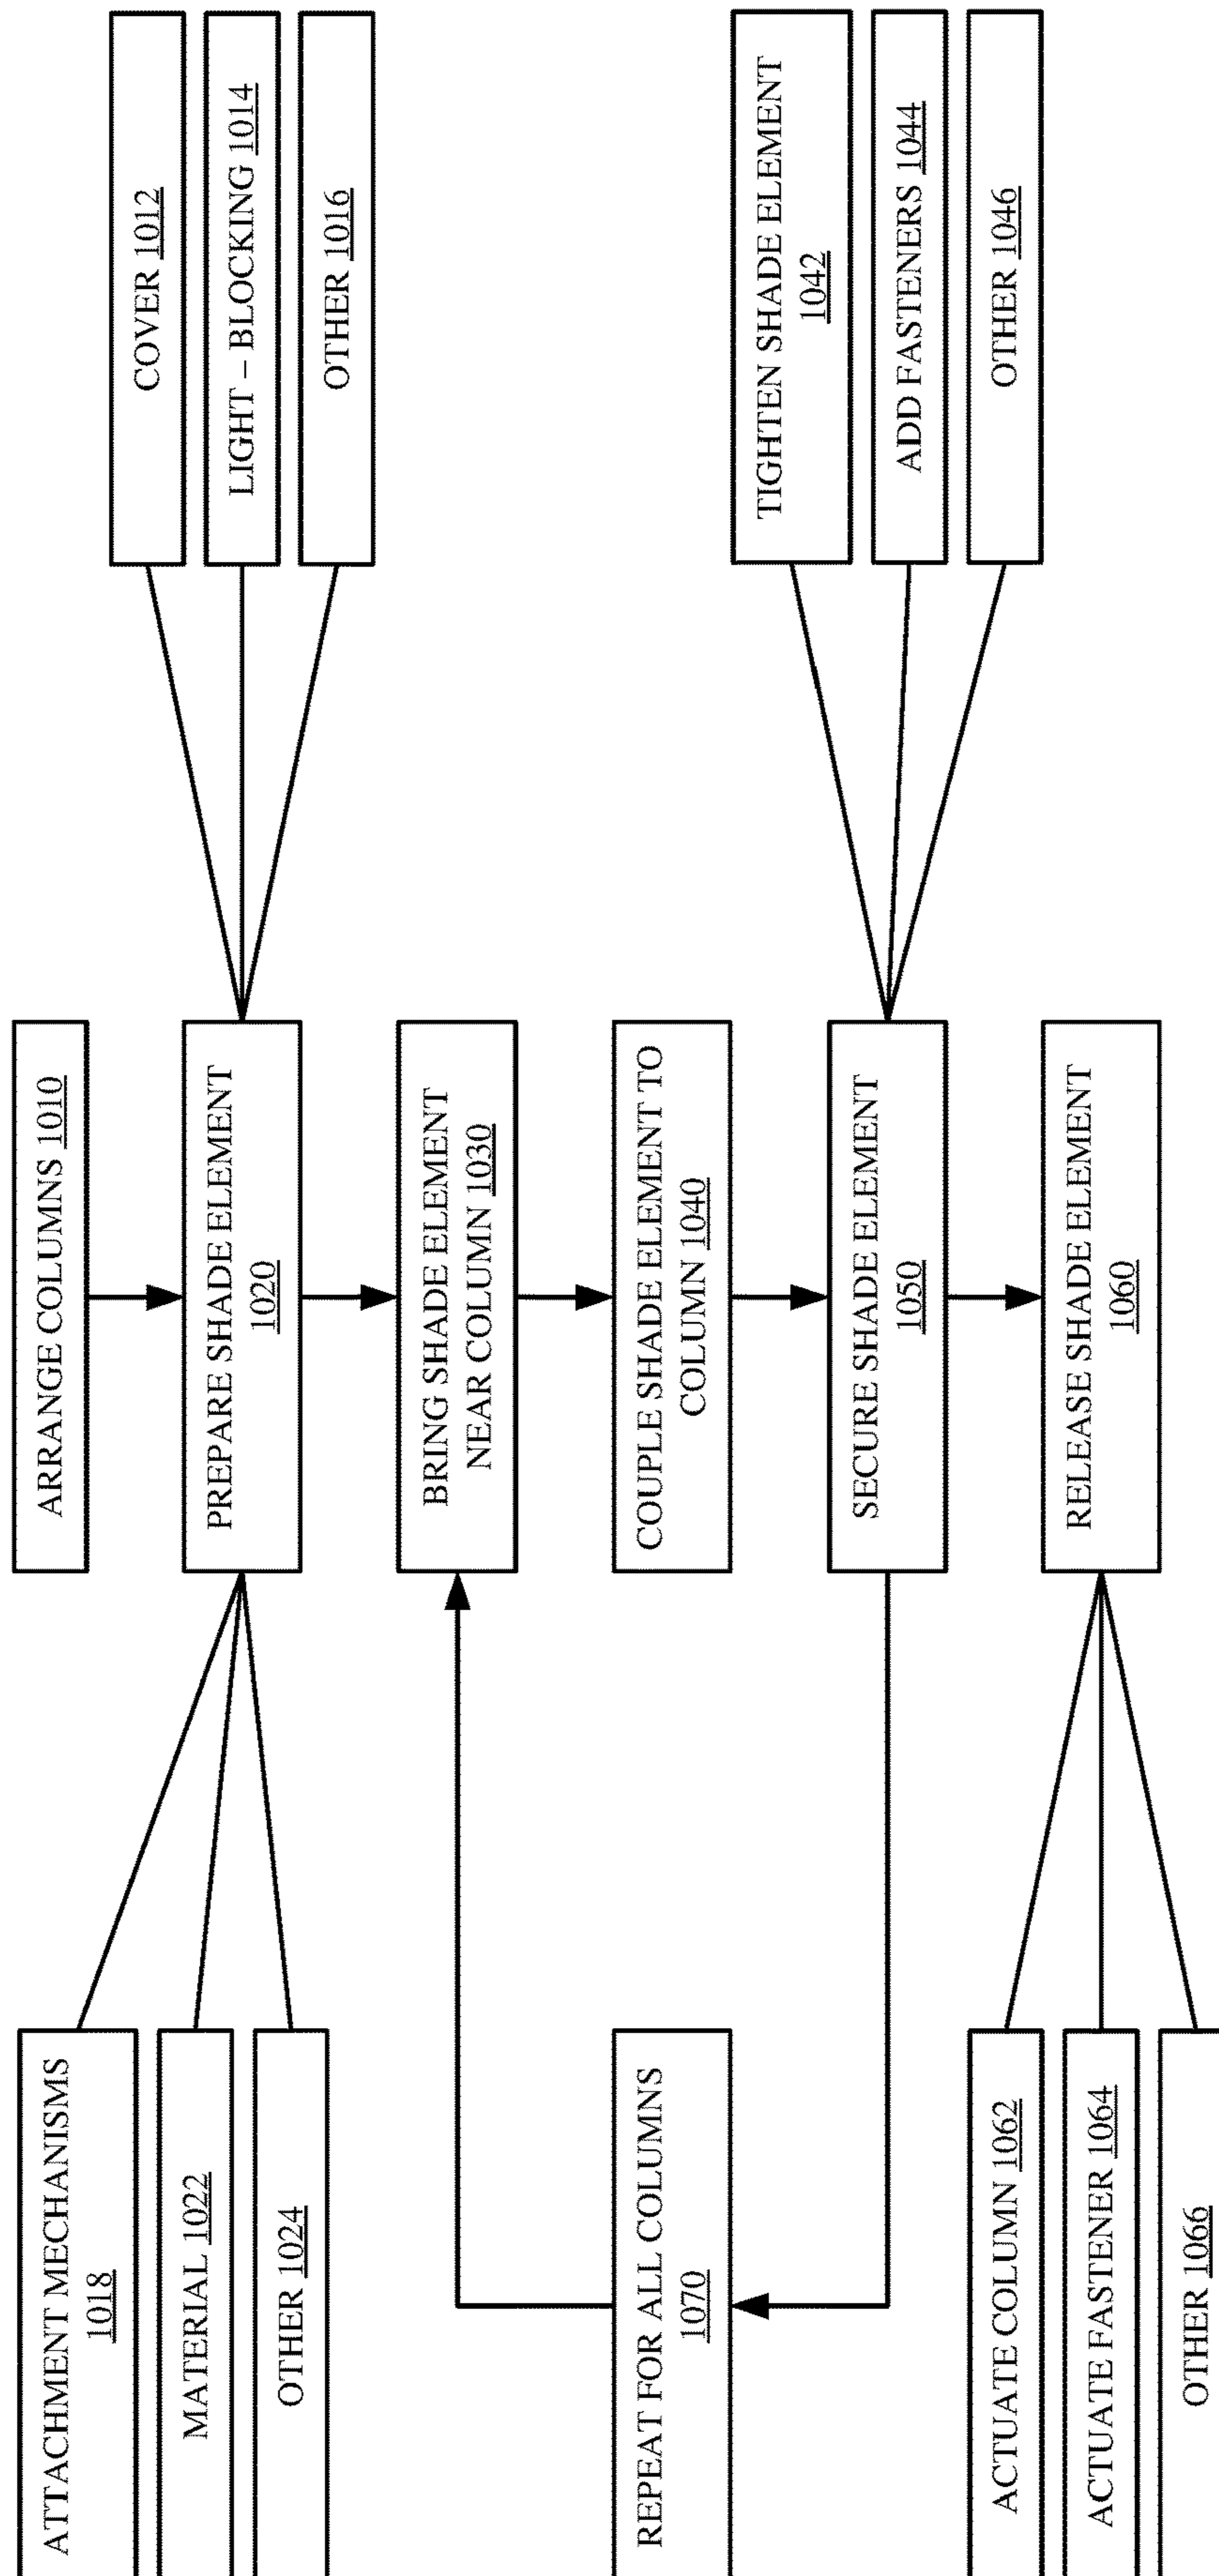 ARRANGE COLUMNS 1010
PREPARE SHADE ELEMENT
1020
BRING SHADE ELEMENT
NEAR COLUMN 1030
COUPLE SHADE ELEMENT TO
COLUMN 1040
SECURE SHADE ELEMENT
1050
RELEASE SHADE ELEMENT
1060
ATTACHMENT MECHANISMS
1018
MATERIAL 1022
OTHER 1024
COVER 1012
LIGHT – BLOCKING 1014
OTHER 1016
REPEAT FOR ALL COLUMNS
1070
TIGHTEN SHADE ELEMENT
1042
ADD FASTENERS 1044
OTHER 1046
ACTUATE COLUMN 1062
ACTUATE FASTENER 1064
OTHER 1066